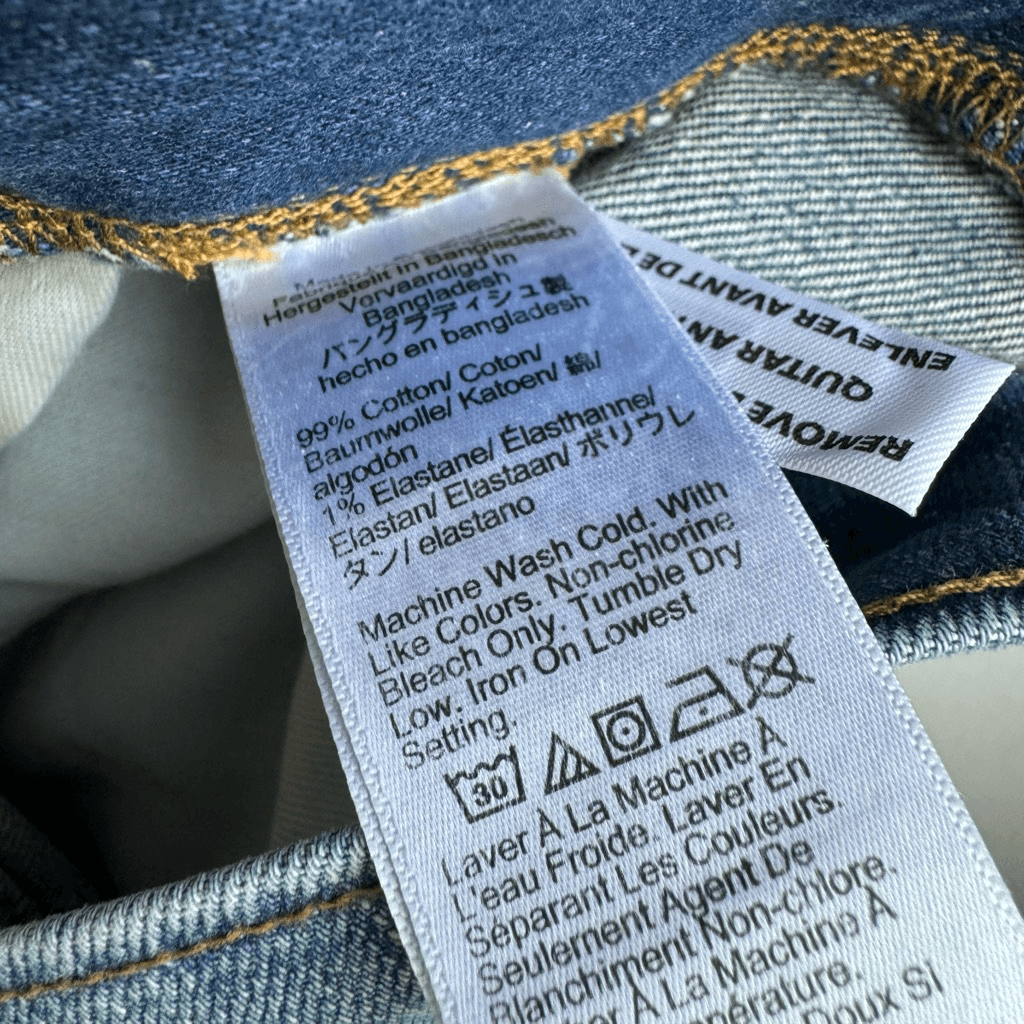 Fabriqué
Hergestellt in Bangladesch
Vervaardigd in
Bangladesh
バングラディシュ製
hecho en bangladesh
99% Cotton/ Coton/
Baumwolle/ Katoen/ 綿/
algodón
1% Elastane/ Élasthanne/
Elastan/ Elastaan/ ポリウレ
タン/ elastano
Machine Wash Cold. With
Like Colors. Non-chlorine
Bleach Only. Tumble Dry
Low. Iron On Lowest
Setting.
30
Laver À La Machine À
L'eau Froide. Laver En
Séparant Les Couleurs.
Seulement Agent De
Blanchiment Non-chlore.
À La Machine À
Doux Si
REMOVE
QUITAR
ENLEVER AVANT DE